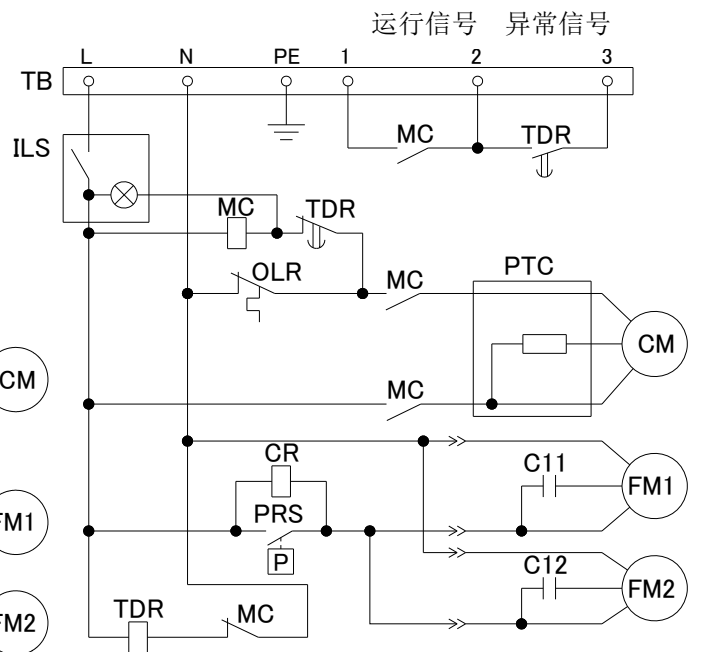 运行信号 异常信号
L N PE 1 2 3
TB
MC TDR
ILS
MC TDR
OLR PTC
MC
CM
CM
MC
CR
C11
FM1
PRS
FM1
P
C12
FM2
TDR MC
FM2